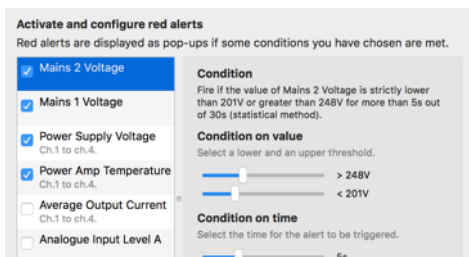 Activate and configure red alerts
Red alerts are displayed as pop-ups if some conditions you have chosen are met.
Mains 2 Voltage
Mains 1 Voltage
Power Supply Voltage
Ch.1 to ch.4.
Power Amp Temperature
Ch.1 to ch.4.
Average Output Current
Ch.1 to ch.4.
Analogue Input Level A
Condition
Fire if the value of Mains 2 Voltage is strictly lower
than 201V or greater than 248V for more than 5s out
of 30s (statistical method).
Condition on value
Select a lower and an upper threshold.
> 248V
< 201V
Condition on time
Select the time for the alert to be triggered.
5s